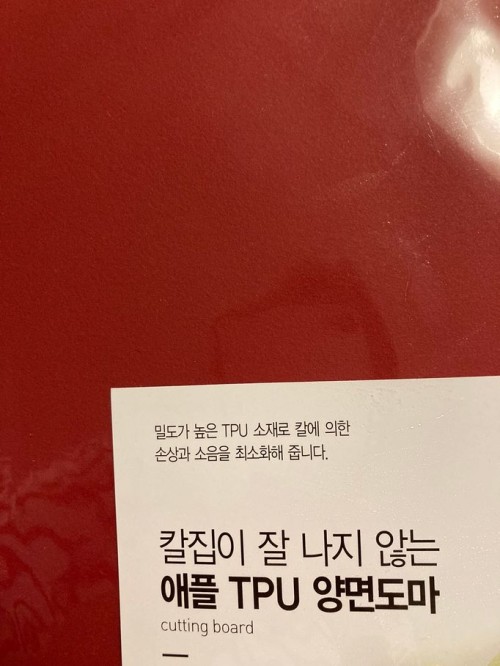 밀도가 높은 TPU 소재로 칼에 의한
손상과 소음을 최소화해 줍니다.
칼집이 잘 나지 않는
애플 TPU 양면도마
cutting board